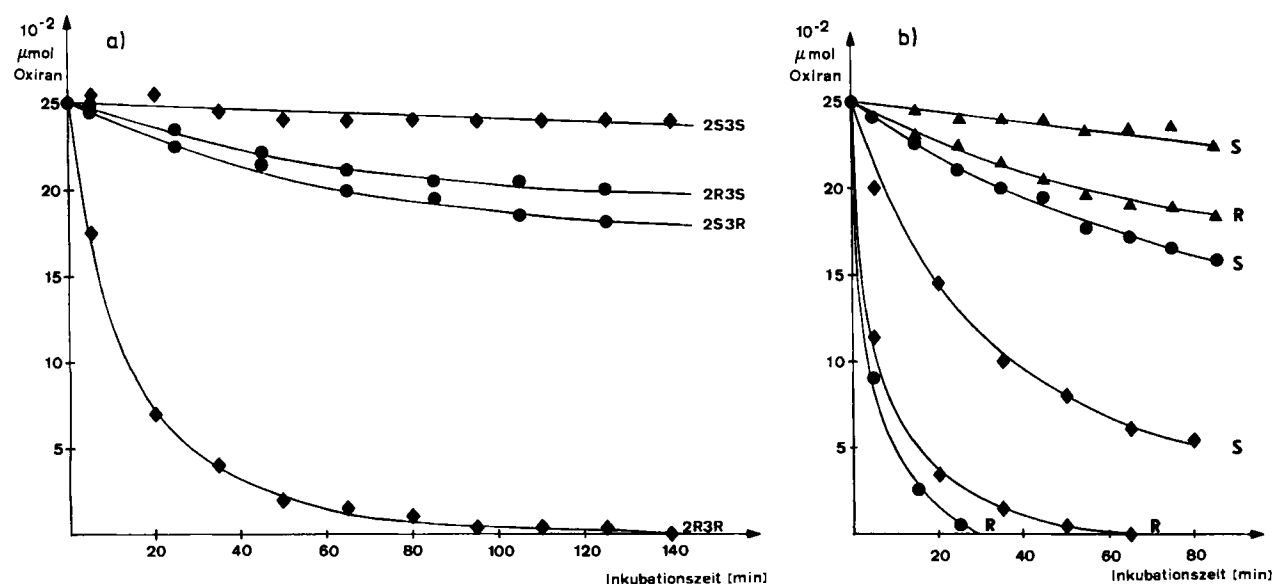 10-2
μmol
Oxiran
a)
25
20
15
10
5
2S3S
2R3S
2S3R
2R3R
20 40 60 80 100 120 140
Inkubationszeit [min]
10-2
μmol
Oxiran
b)
25
20
15
10
5
S
R
S
S
R
R
20 40 60 80
Inkubationszeit [min]